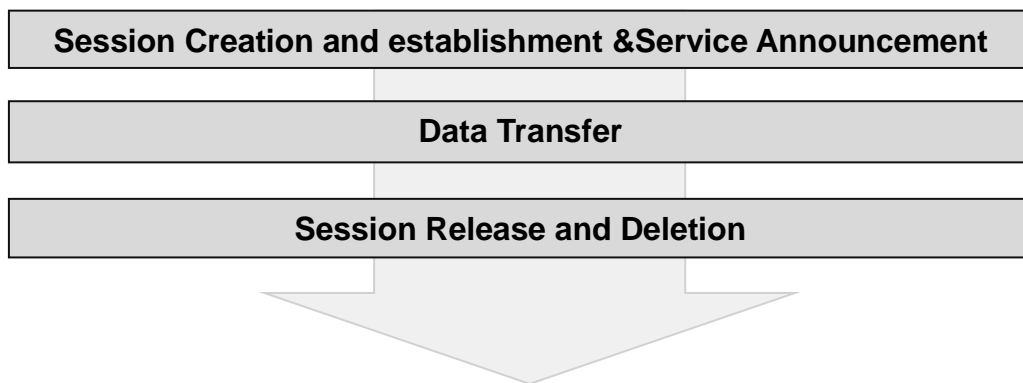 Session Creation and establishment &Service Announcement
Data Transfer
Session Release and Deletion